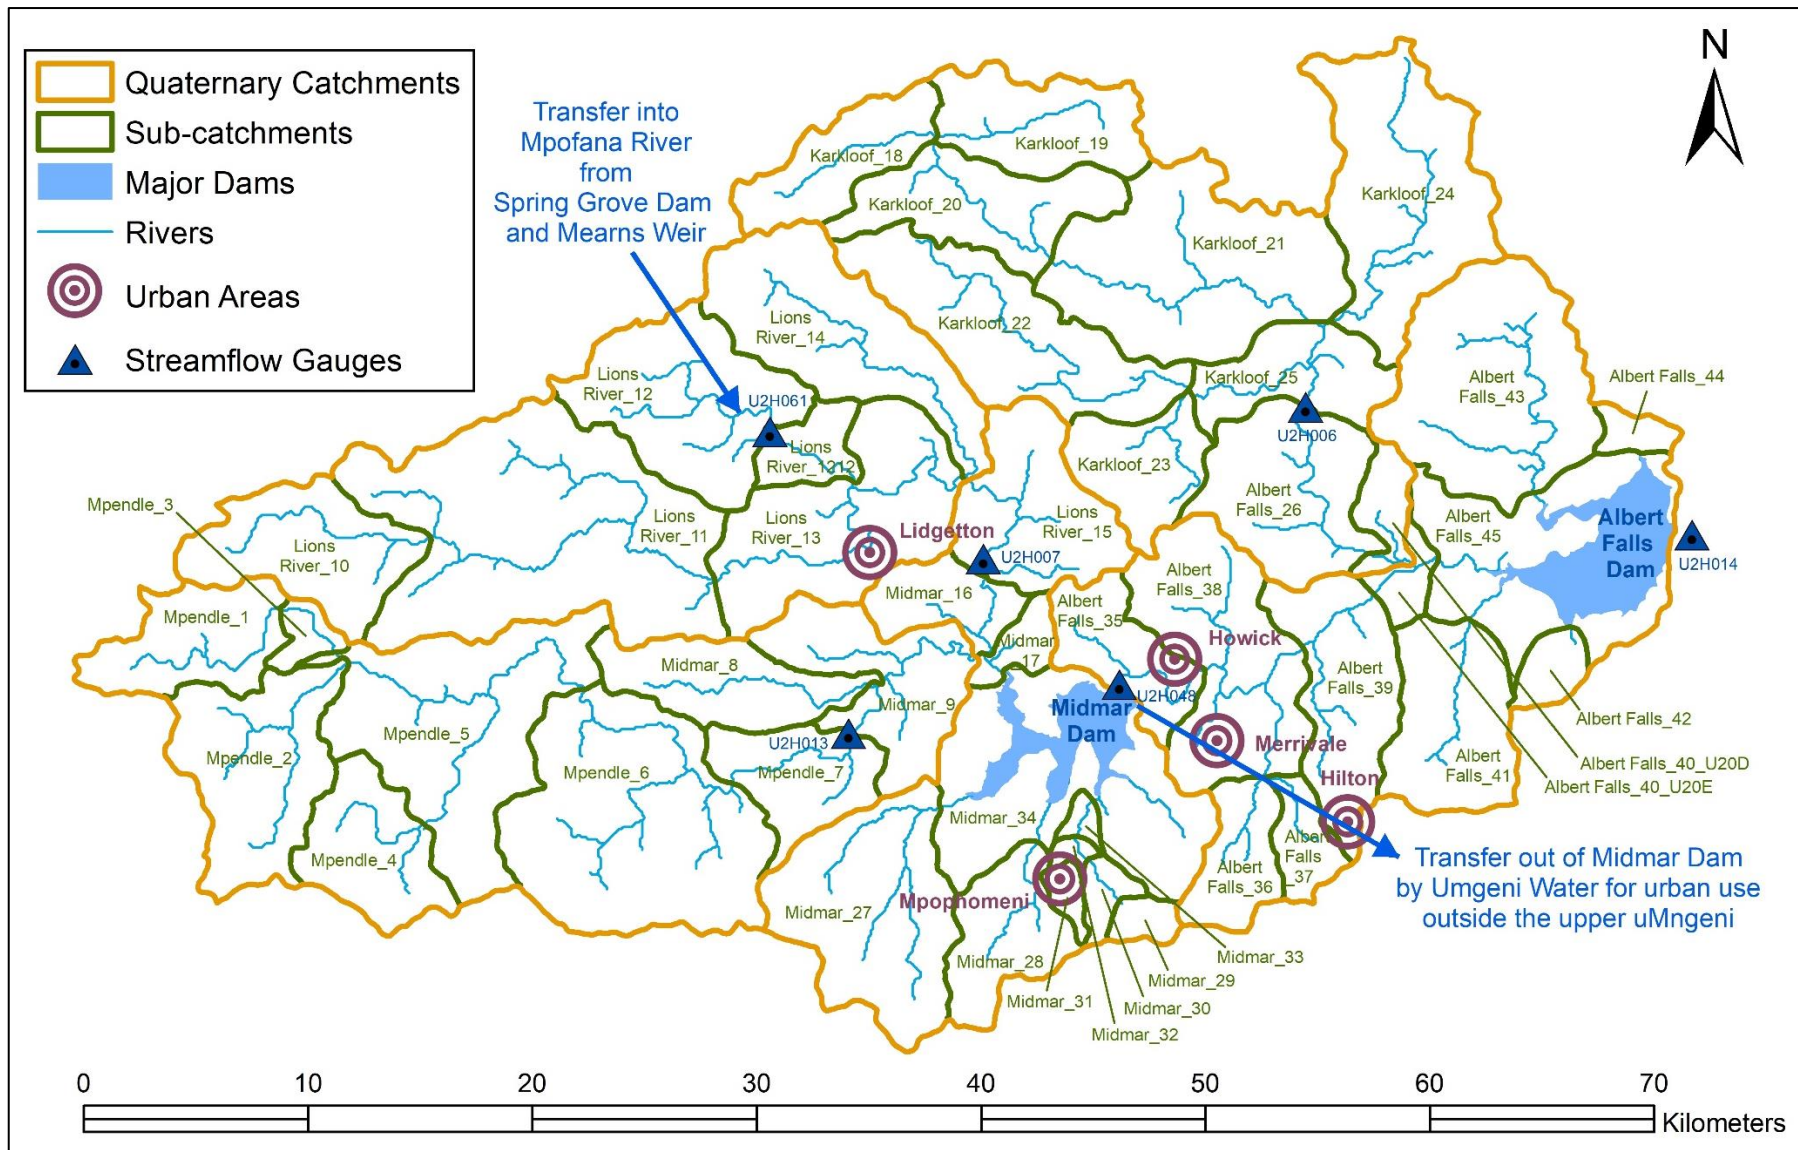 Quaternary Catchments
Sub-catchments
Major Dams
Rivers
Urban Areas
Streamflow Gauges
Transfer into
Mpofana River
from
Spring Grove Dam
and Mearns Weir
N
Karkloof_18
Karkloof_19
Karkloof_20
Karkloof_21
Karkloof_24
Karkloof_22
Lions
River_14
Lions
River_12
U2H061
Lions
River_1212
Karkloof_25
U2H006
Albert
Falls_43
Albert Falls_44
Karkloof_23
Mpendle_3
Lions
River_10
Lions
River_11
Lions
River_13
Lidgetton
Lions
River_15
U2H007
Albert
Falls_26
Albert
Falls_45
Albert
Falls
Dam
U2H014
Mpendle_1
Midmar_16
Albert
Falls_35
Albert
Falls_38
Howick
Midmar
_17
Midmar_8
Midmar_9
U2H048
Midmar
Dam
Albert
Falls_39
Mpendle_2
Mpendle_5
Mpendle_6
U2H013
Mpendle_7
Merrivale
Hilton
Albert
Falls_41
Albert Falls_42
Albert Falls_40_U20D
Albert Falls_40_U20E
Mpendle_4
Midmar_34
Mpophomeni
Midmar_27
Midmar_28
Albert
Falls_36
Albert
Falls
_37
Transfer out of Midmar Dam
by Umgeni Water for urban use
outside the upper uMngeni
Midmar_33
Midmar_29
Midmar_31
Midmar_30
Midmar_32
0 10 20 30 40 50 60 70
Kilometers